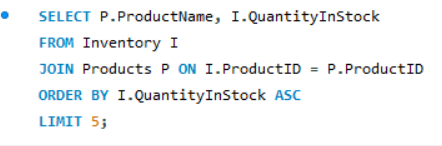 SELECT P.ProductName, I.QuantityInStock
FROM Inventory I
JOIN Products P ON I.ProductID = P.ProductID
ORDER BY I.QuantityInStock ASC
LIMIT 5;